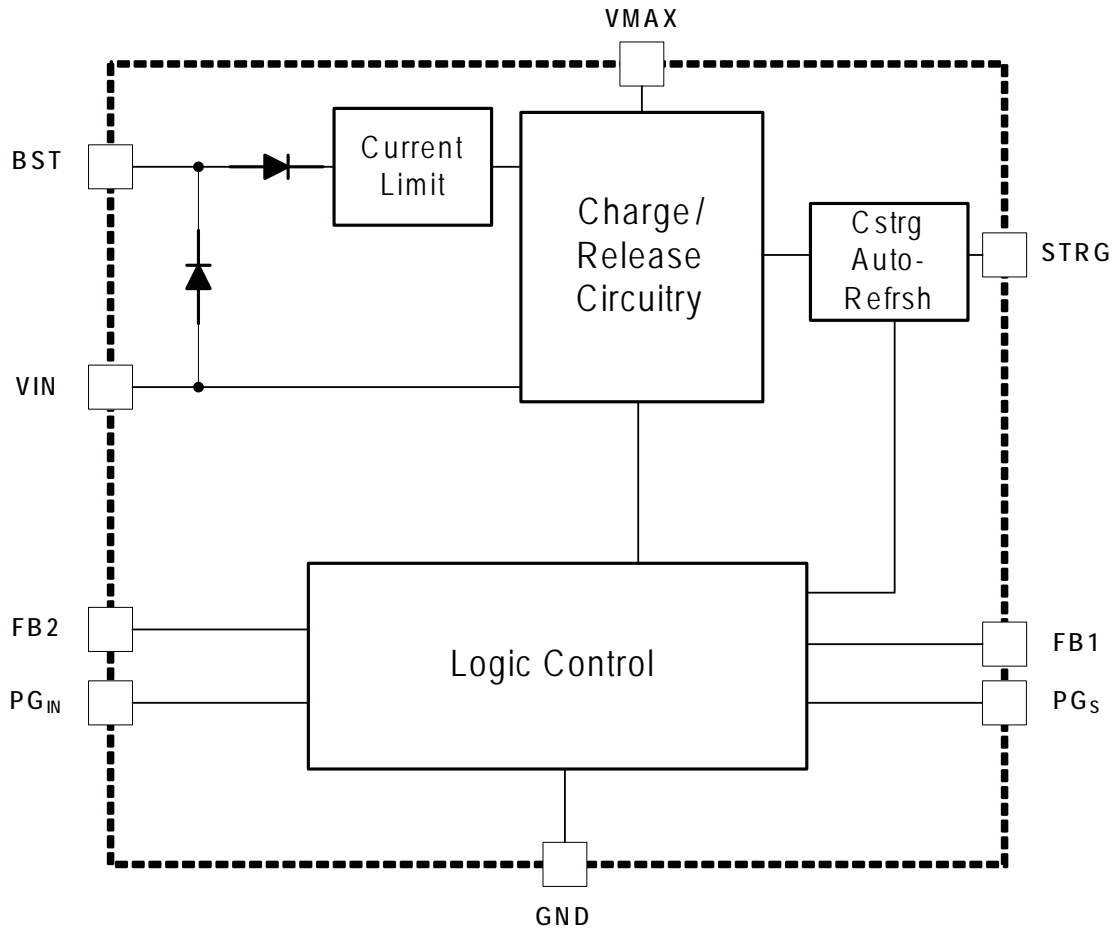 VMAX
BST
Current
Limit
Charge/
Release
Circuitry
Cstrg
Auto-
Refrsh
STRG
VIN
FB2
Logic Control
FB1
PGIN
PGS
GND